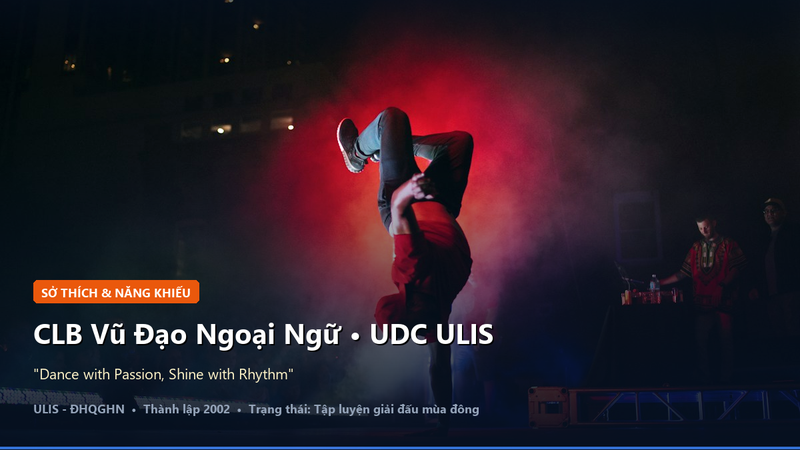 SỞ THÍCH & NĂNG KHIẾU
CLB Vũ Đạo Ngoại Ngữ • UDC ULIS
"Dance with Passion, Shine with Rhythm"
ULIS - ĐHQGHN • Thành lập 2002 • Trạng thái: Tập luyện giải đấu mùa đông